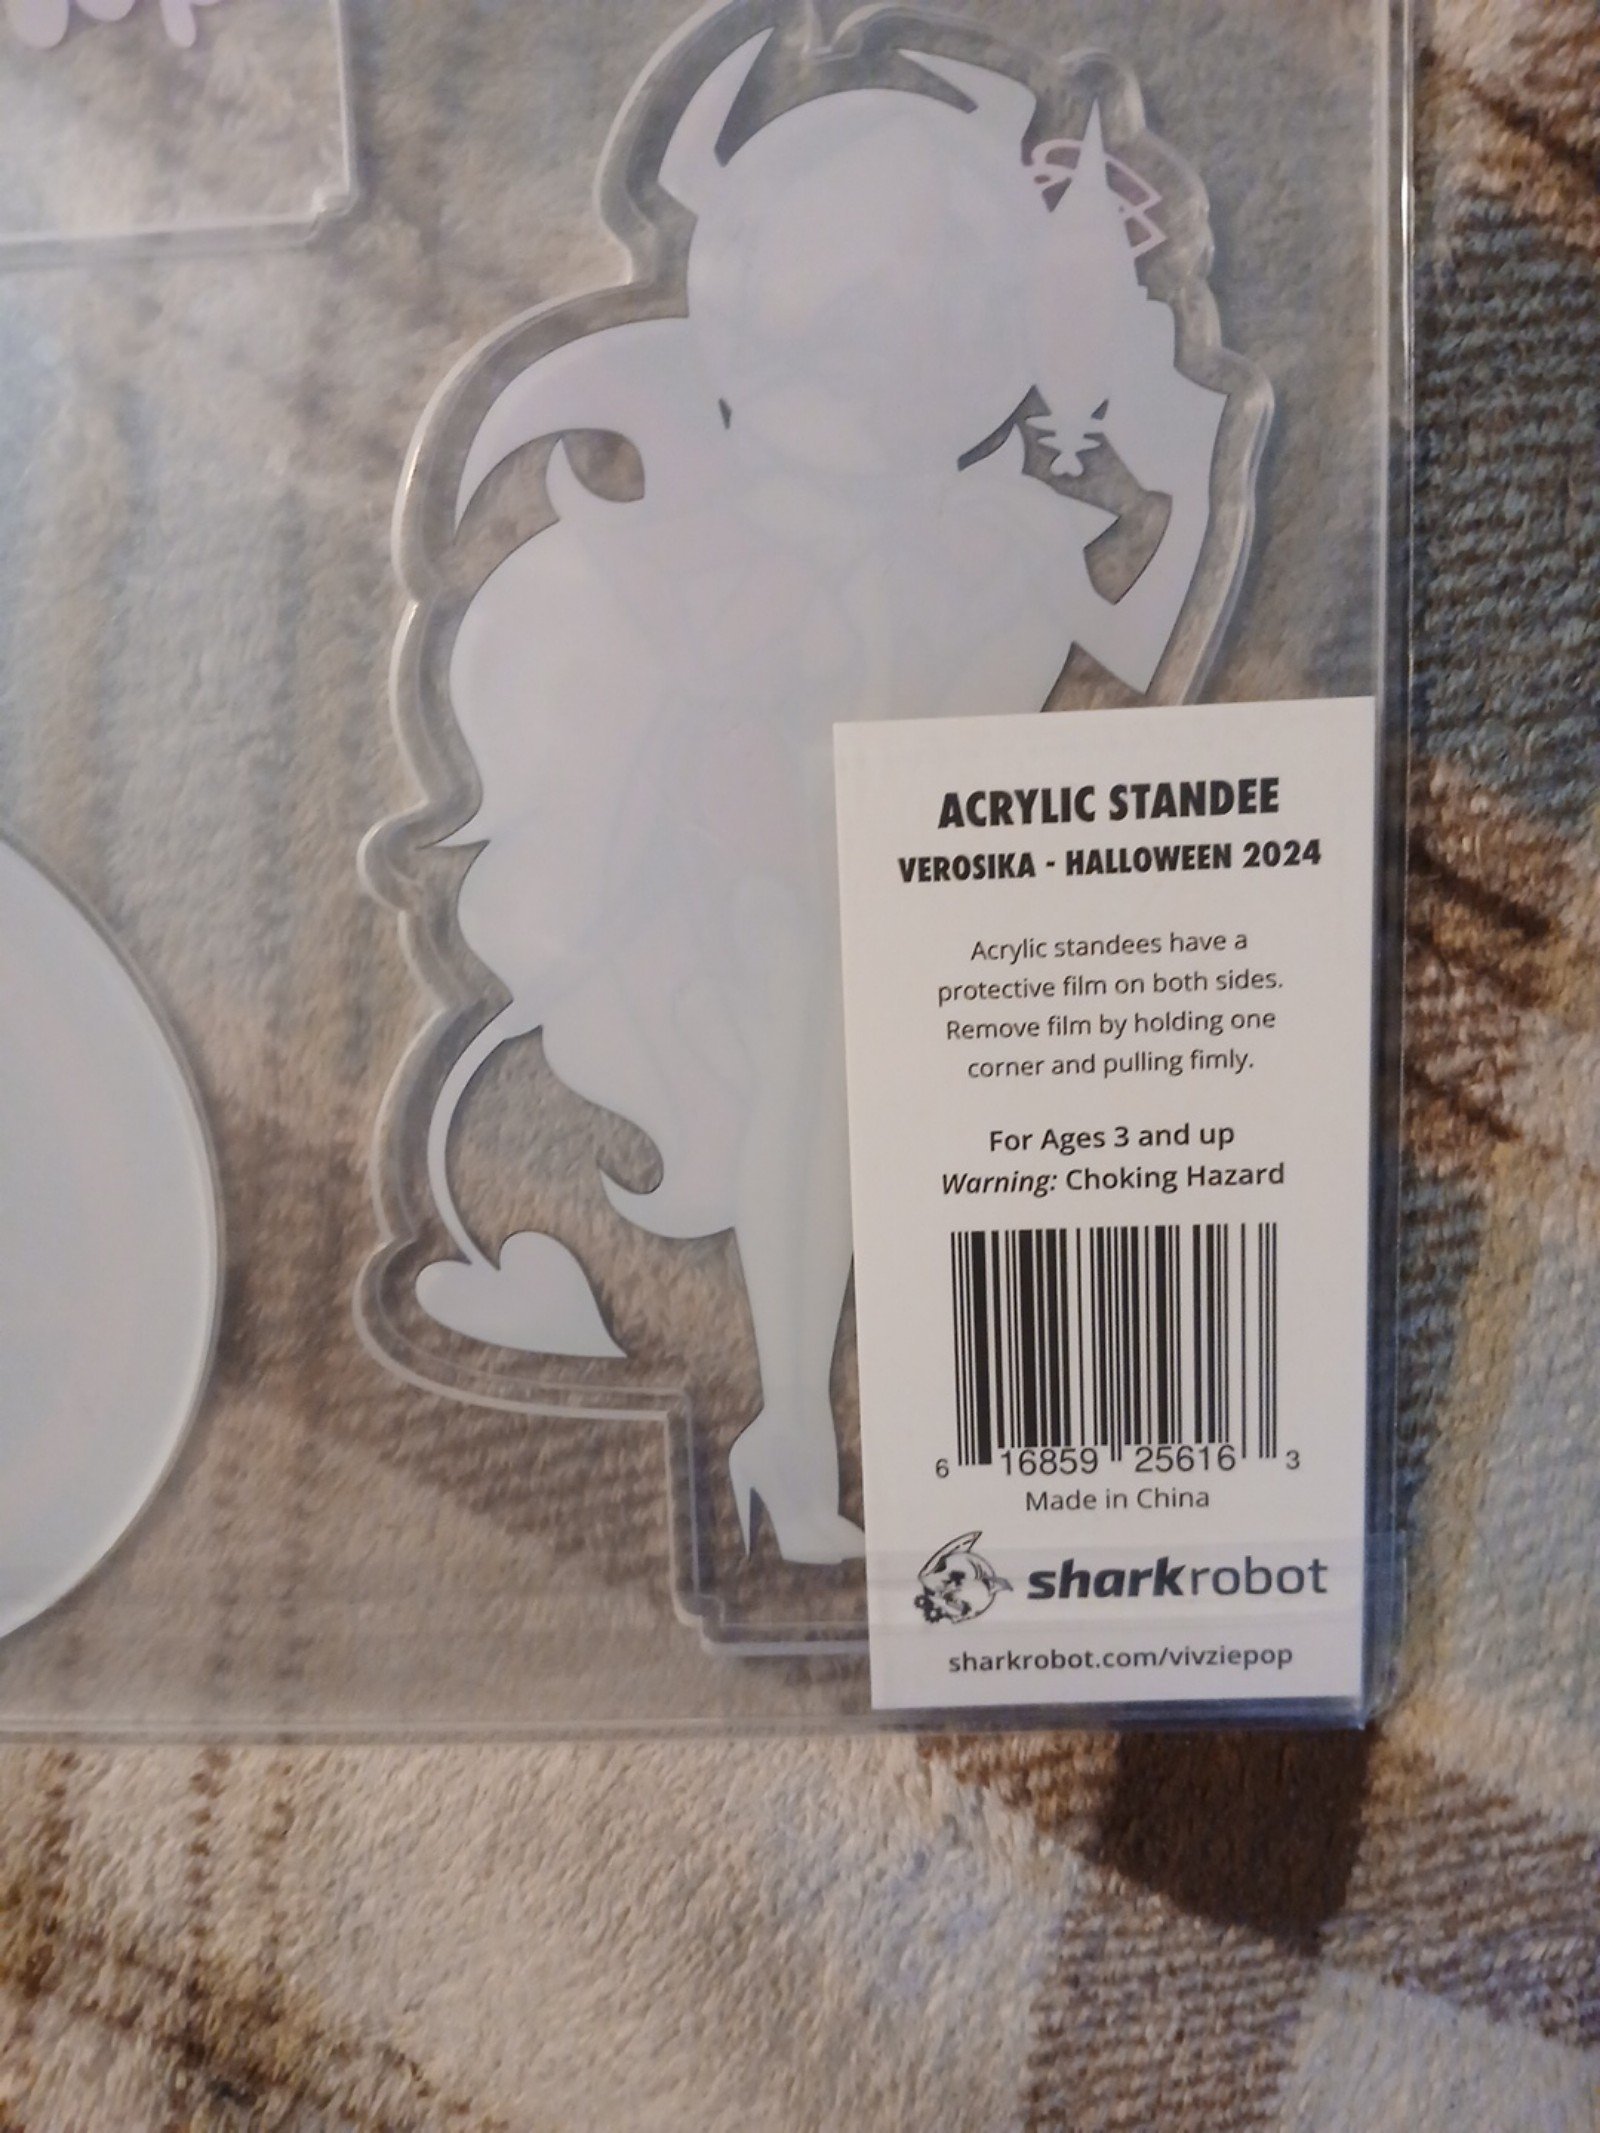 ACRYLIC STANDEE
VEROSIKA - HALLOWEEN 2024
Acrylic standees have a
protective film on both sides.
Remove film by holding one
corner and pulling fimly.
For Ages 3 and up
Warning: Choking Hazard
6 16859 25616 3
Made in China
sharkrobot
sharkrobot.com/vivziepop